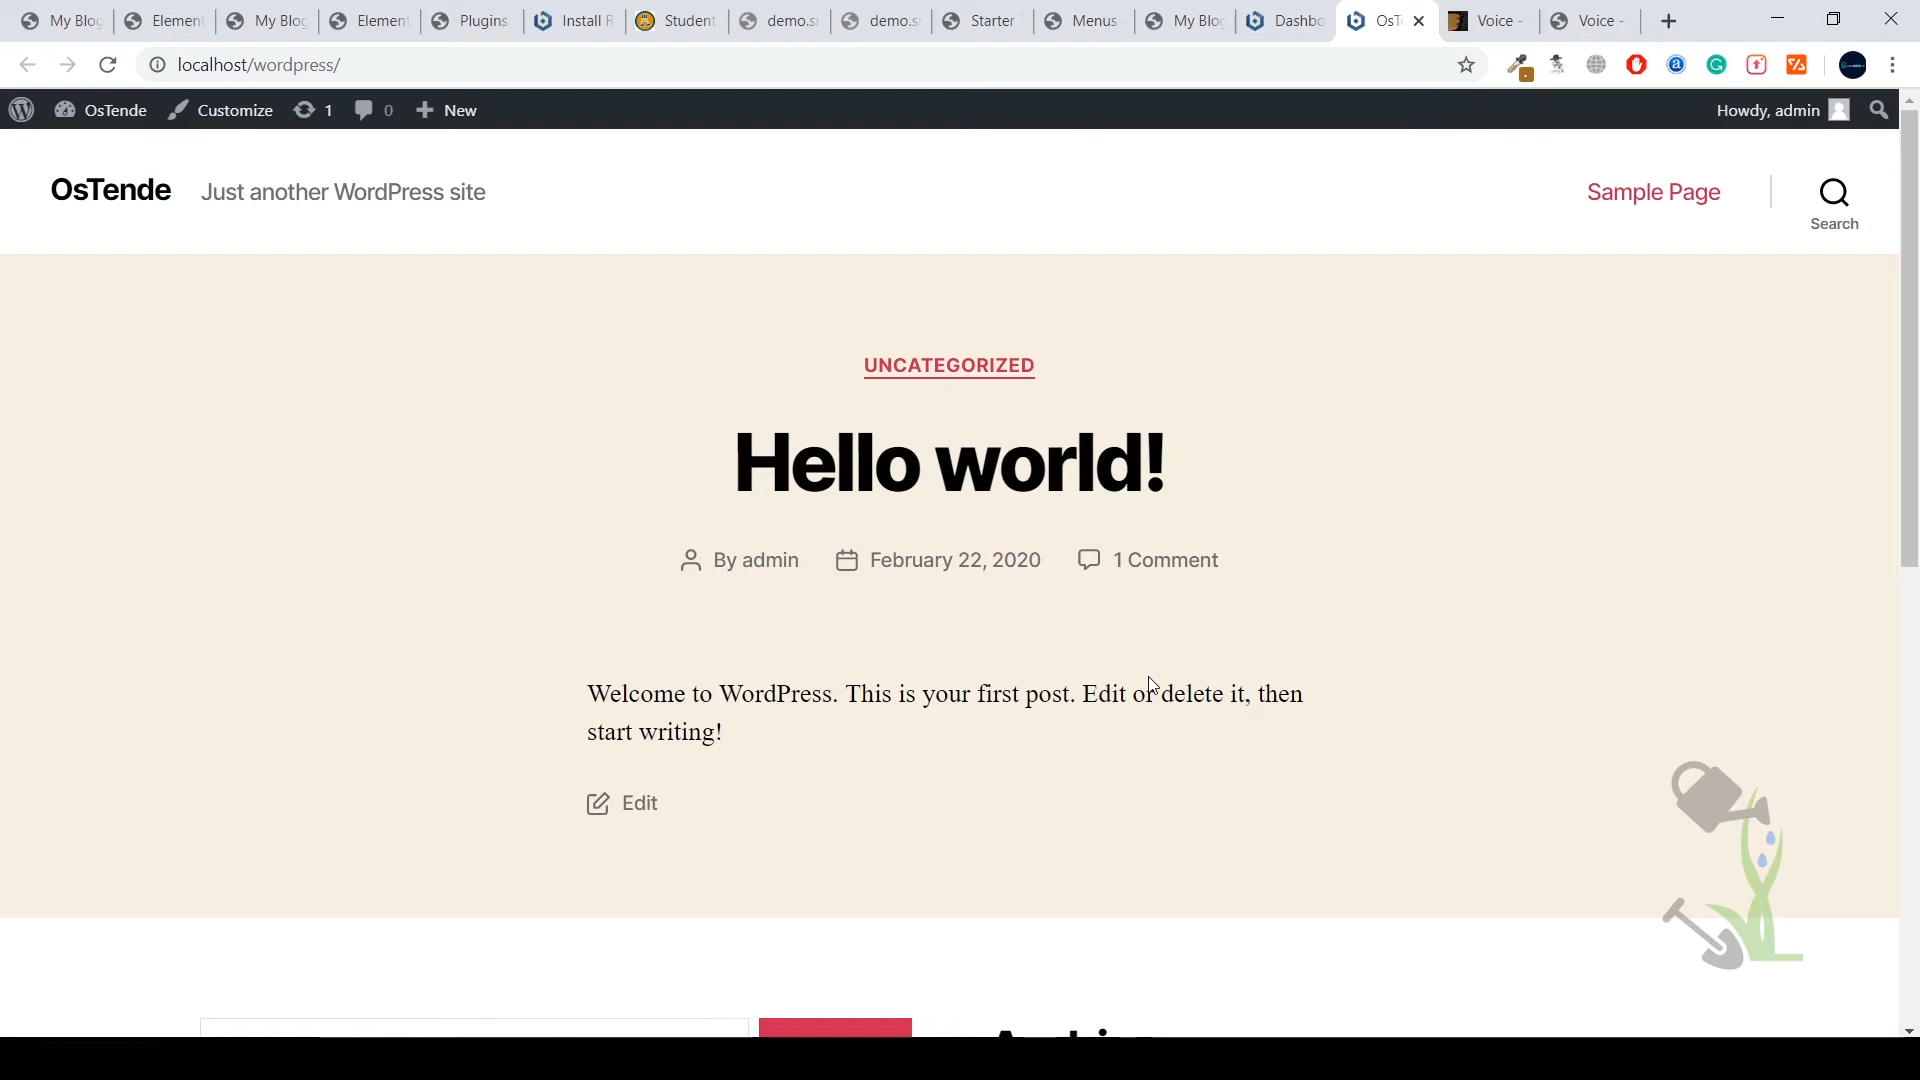 My Blog
Element
My Blog
Element
Plugins
Install R
Student
demo.s
demo.s
Starter
Menus
My Blog
Dashbo
OsT
Voice -
Voice -
localhost/wordpress/
OsTende
Customize
1
0
New
Howdy, admin
OsTende
Just another WordPress site
Sample Page
Search
UNCATEGORIZED
Hello world!
By admin
February 22, 2020
1 Comment
Welcome to WordPress. This is your first post. Edit or delete it, then
start writing!
Edit